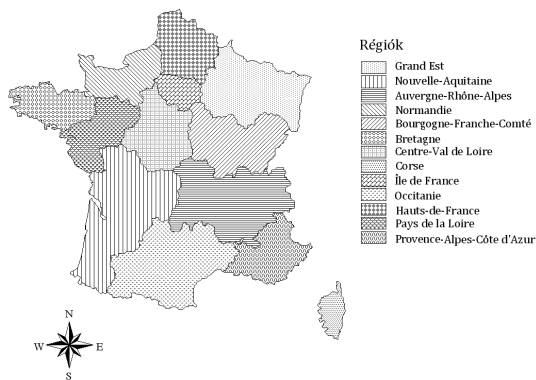 Régiók
Grand Est
Nouvelle-Aquitaine
Auvergne-Rhône-Alpes
Normandie
Bourgogne-Franche-Comté
Bretagne
Centre-Val de Loire
Corse
Île de France
Occitanie
Hauts-de-France
Pays de la Loire
Provence-Alpes-Côte d'Azur
N
W E
S